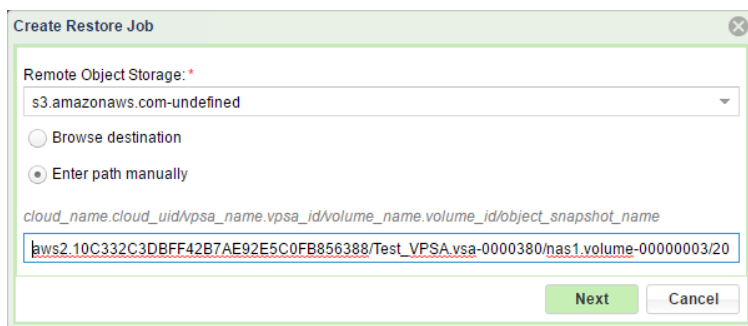 Create Restore Job
Remote Object Storage: *
s3.amazonaws.com-undefined
Browse destination
Enter path manually
cloud_name.cloud_uid/vpsa_name.vpsa_id/volume_name.volume_id/object_snapshot_name
aws2.10C332C3DBFF42B7AE92E5C0FB856388/Test_VPSA.vsa-0000380/nas1.volume-00000003/20
Next Cancel